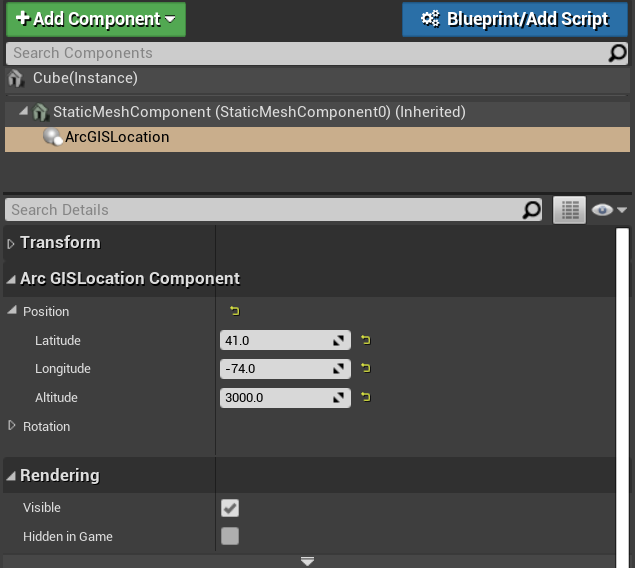 + Add Component
Blueprint/Add Script
Search Components
Cube(Instance)
StaticMeshComponent (StaticMeshComponent0) (Inherited)
ArcGISLocation
Search Details
Transform
Arc GISLocation Component
Position
Latitude 41.0
Longitude -74.0
Altitude 3000.0
Rotation
Rendering
Visible
Hidden in Game